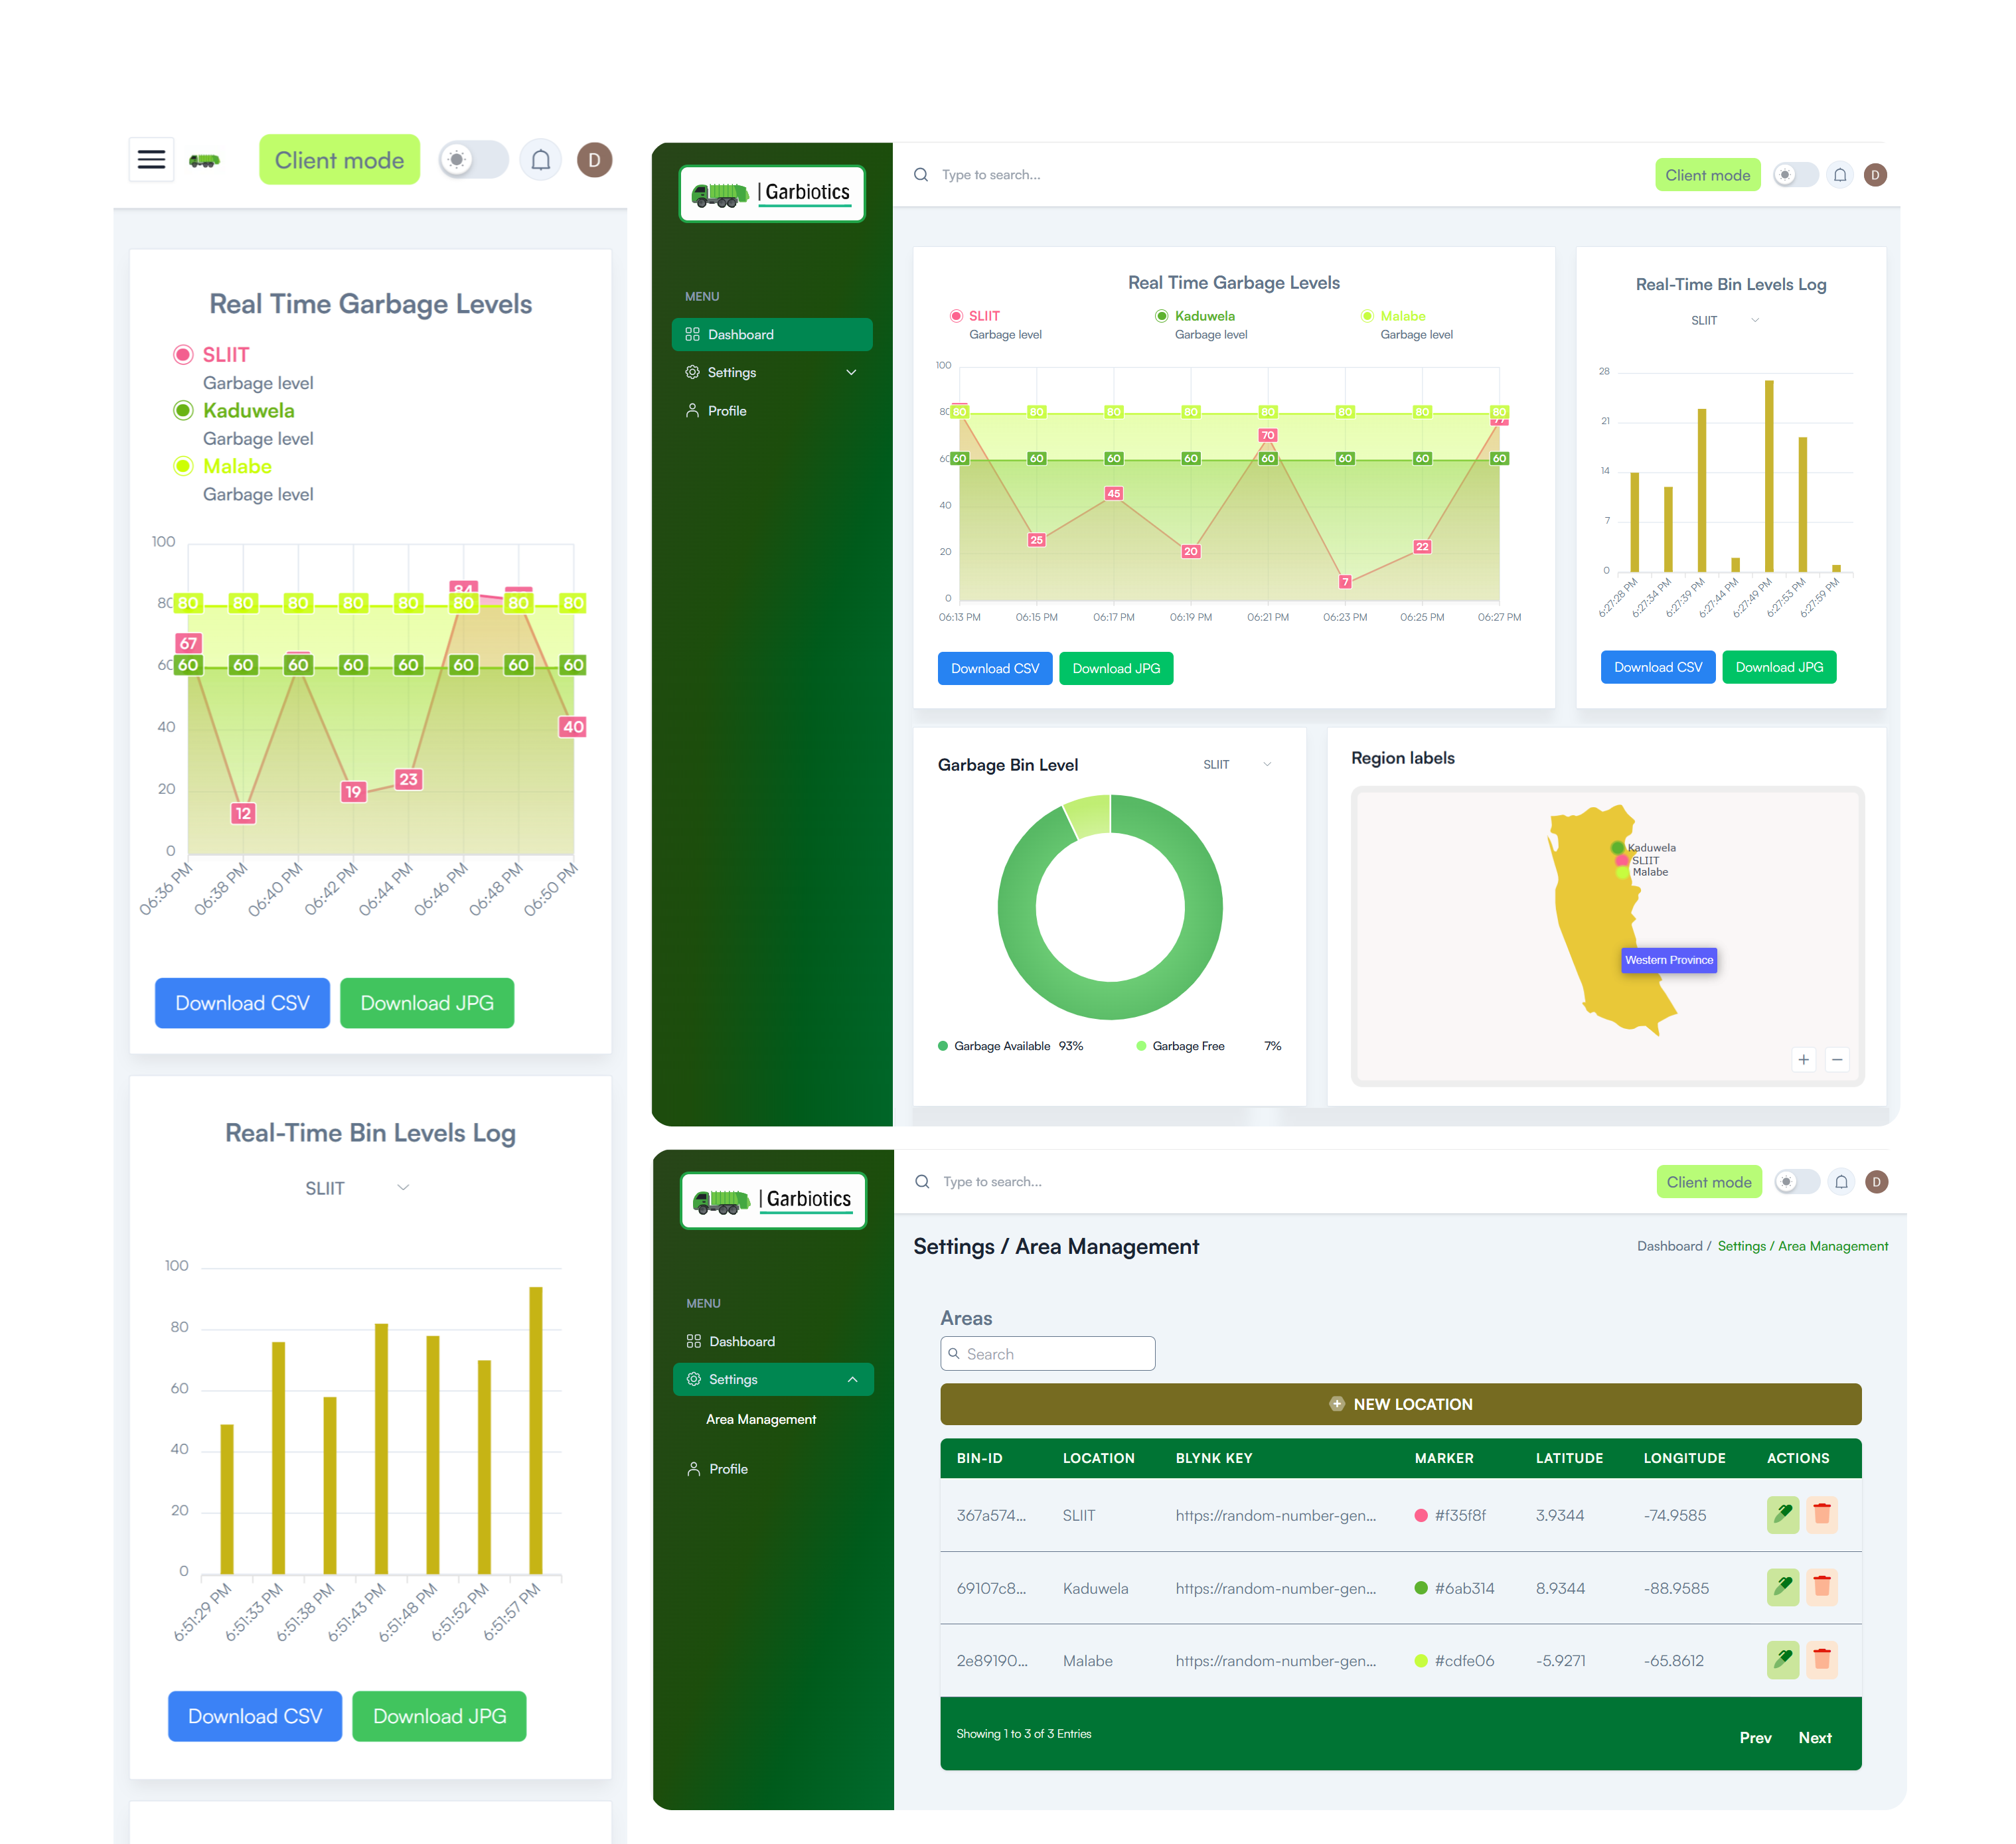 Client mode
D
Real Time Garbage Levels
SLIIT
Garbage level
Kaduwela
Garbage level
Malabe
Garbage level
100
80
60
40
20
0
80 80 80 80 80 80 80 80
84
67
60 60 60 60 60 60 60 60
40
23
19
12
06:36 PM 06:38 PM 06:40 PM 06:42 PM 06:44 PM 06:46 PM 06:48 PM 06:50 PM
Download CSV Download JPG
Real-Time Bin Levels Log
SLIIT
100
80
60
40
20
0
6:51:29 PM 6:51:33 PM 6:51:38 PM 6:51:43 PM 6:51:48 PM 6:51:52 PM 6:51:57 PM
Download CSV Download JPG
| Garbiotics
MENU
Dashboard
Settings
Profile
Type to search...
Client mode
D
Real Time Garbage Levels
SLIIT Kaduwela Malabe
Garbage level Garbage level Garbage level
100
80
60
40
20
0
80 80 80 80 80 80 80 80
77
70
60 60 60 60 60 60 60 60
45
25
20
22
7
06:13 PM 06:15 PM 06:17 PM 06:19 PM 06:21 PM 06:23 PM 06:25 PM 06:27 PM
Download CSV Download JPG
Real-Time Bin Levels Log
SLIIT
28
21
14
7
0
6:27:28 PM 6:27:34 PM 6:27:39 PM 6:27:44 PM 6:27:49 PM 6:27:53 PM 6:27:59 PM
Download CSV Download JPG
Garbage Bin Level SLIIT
Garbage Available 93% Garbage Free 7%
Region labels
Kaduwela
SLIIT
Malabe
Western Province
+ −
| Garbiotics
MENU
Dashboard
Settings
Area Management
Profile
Type to search...
Client mode
D
Settings / Area Management
Dashboard / Settings / Area Management
Areas
Search
NEW LOCATION
BIN-ID LOCATION BLYNK KEY MARKER LATITUDE LONGITUDE ACTIONS
367a574... SLIIT https://random-number-gen... #f35f8f 3.9344 -74.9585
69107c8... Kaduwela https://random-number-gen... #6ab314 8.9344 -88.9585
2e89190... Malabe https://random-number-gen... #cdfe06 -5.9271 -65.8612
Showing 1 to 3 of 3 Entries
Prev Next